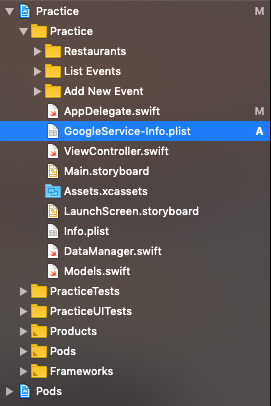 Practice M
Practice
Restaurants
List Events
Add New Event
AppDelegate.swift M
GoogleService-Info.plist A
ViewController.swift
Main.storyboard
Assets.xcassets
LaunchScreen.storyboard
Info.plist
DataManager.swift
Models.swift
PracticeTests
PracticeUITests
Products
Pods
Frameworks
Pods